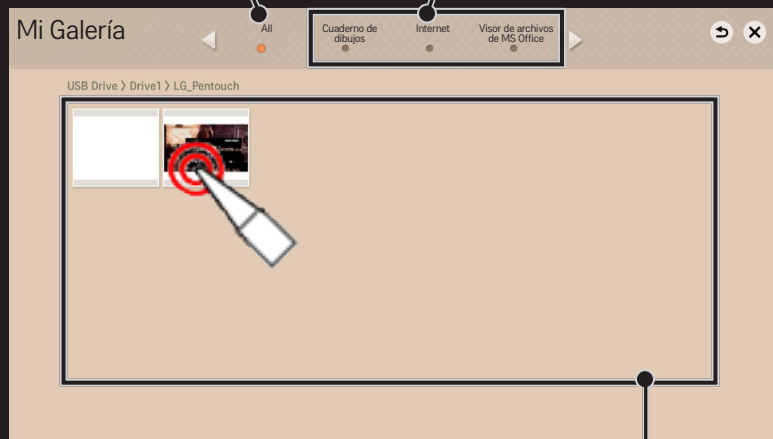 Mi Galería
All
Cuaderno de
dibujos
Internet
Visor de archivos
de MS Office
USB Drive > Drive1 > LG_Pentouch